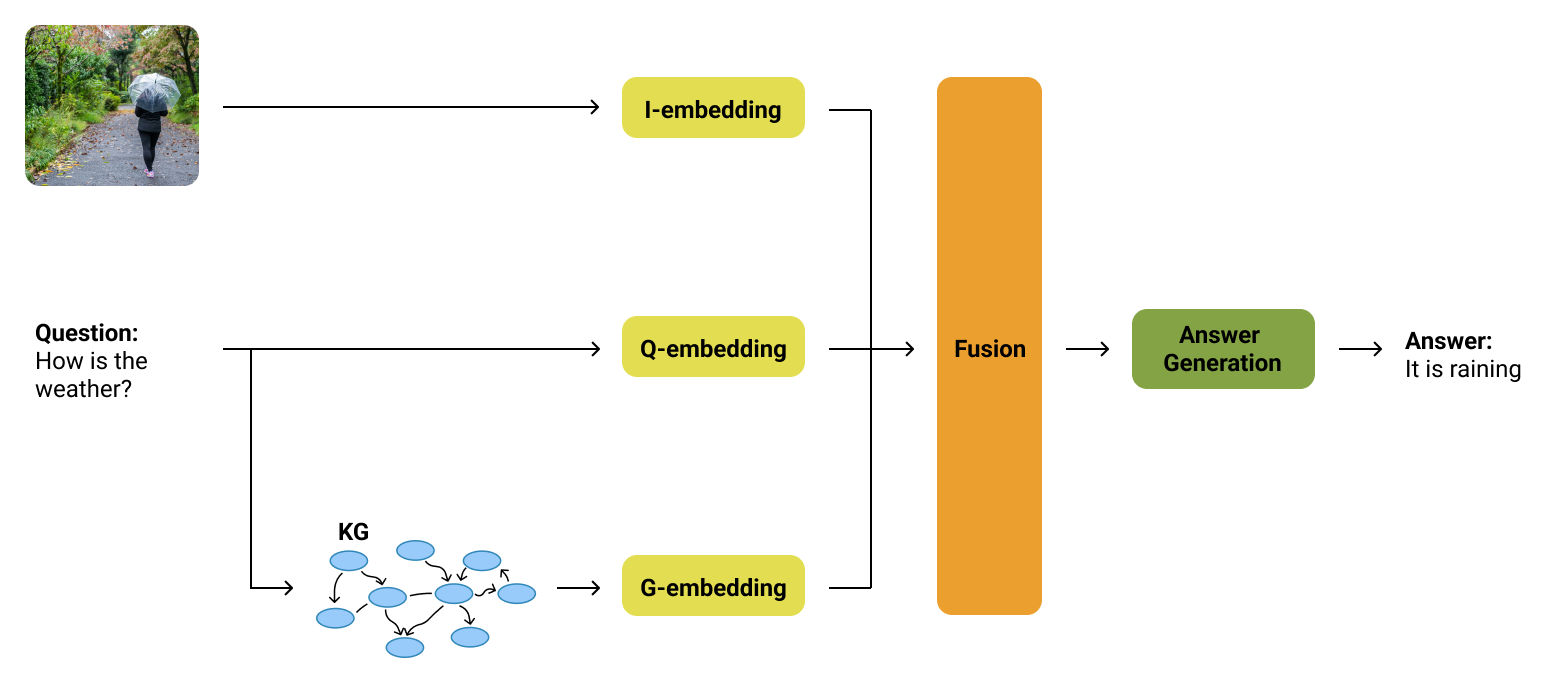 I-embedding
Question:
How is the
weather?
Q-embedding
Fusion
Answer
Generation
Answer:
It is raining
KG
G-embedding